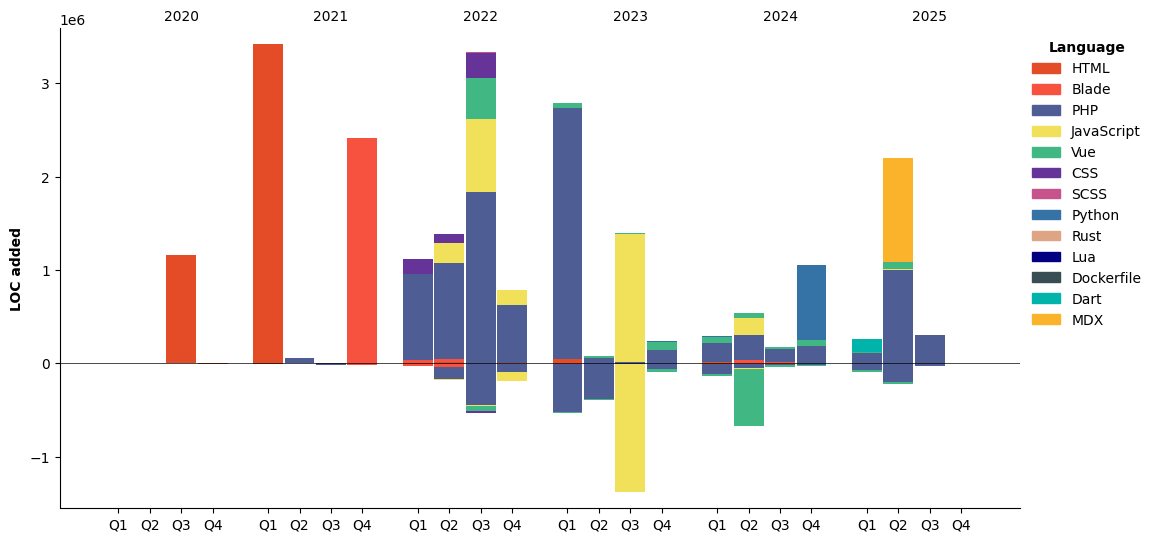 1e6
2020 2021 2022 2023 2024 2025
3
2
1
0
−1
LOC added
Q1 Q2 Q3 Q4 Q1 Q2 Q3 Q4 Q1 Q2 Q3 Q4 Q1 Q2 Q3 Q4 Q1 Q2 Q3 Q4 Q1 Q2 Q3 Q4
Language
HTML
Blade
PHP
JavaScript
Vue
CSS
SCSS
Python
Rust
Lua
Dockerfile
Dart
MDX